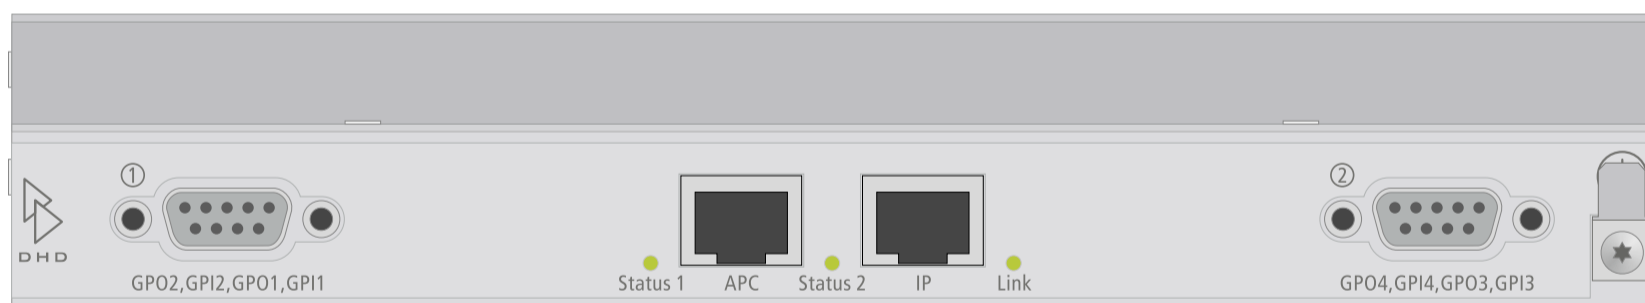 ①
②
DHD
GPO2,GPI2,GPO1,GPI1
Status 1
APC
Status 2
IP
Link
GPO4,GPI4,GPO3,GPI3